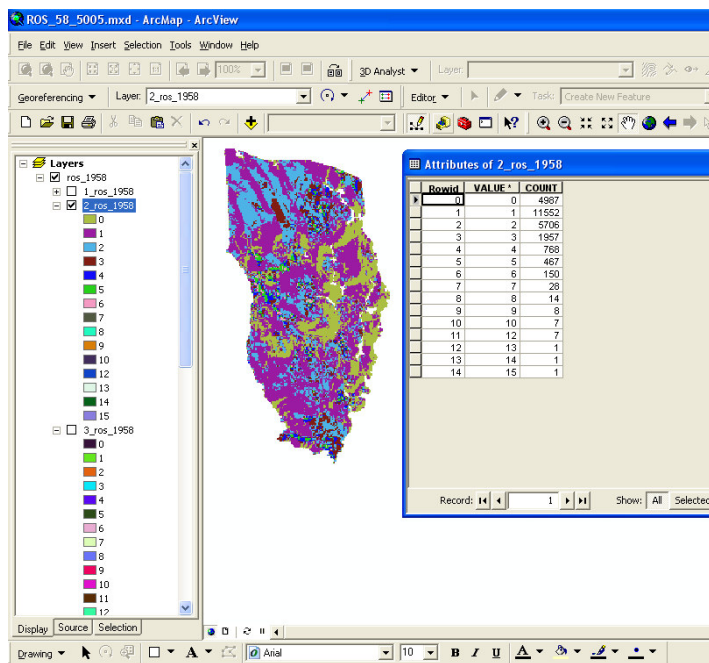 ROS_58_5005.mxd - ArcMap - ArcView
File Edit View Insert Selection Tools Window Help
100% 3D Analyst Layer:
Georeferencing Layer: 2_ros_1958 Editor Task: Create New Feature
Layers
ros_1958
1_ros_1958
2_ros_1958
0
1
2
3
4
5
6
7
8
9
10
12
13
14
15
3_ros_1958
0
1
2
3
4
5
6
7
8
9
10
11
12
Display Source Selection
Attributes of 2_ros_1958
Rowid VALUE * COUNT
0 0 4987
1 1 11552
2 2 5706
3 3 1957
4 4 768
5 5 467
6 6 150
7 7 28
8 8 14
9 9 8
10 10 7
11 12 7
12 13 1
13 14 1
14 15 1
Record: 1 Show: All Selected
Drawing A Arial 10 B I U A